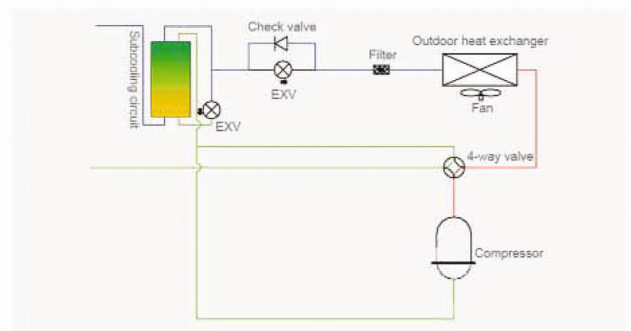 Check valve
Filter
Outdoor heat exchanger
Subcooling circuit
EXV
EXV
Fan
4-way valve
Compressor